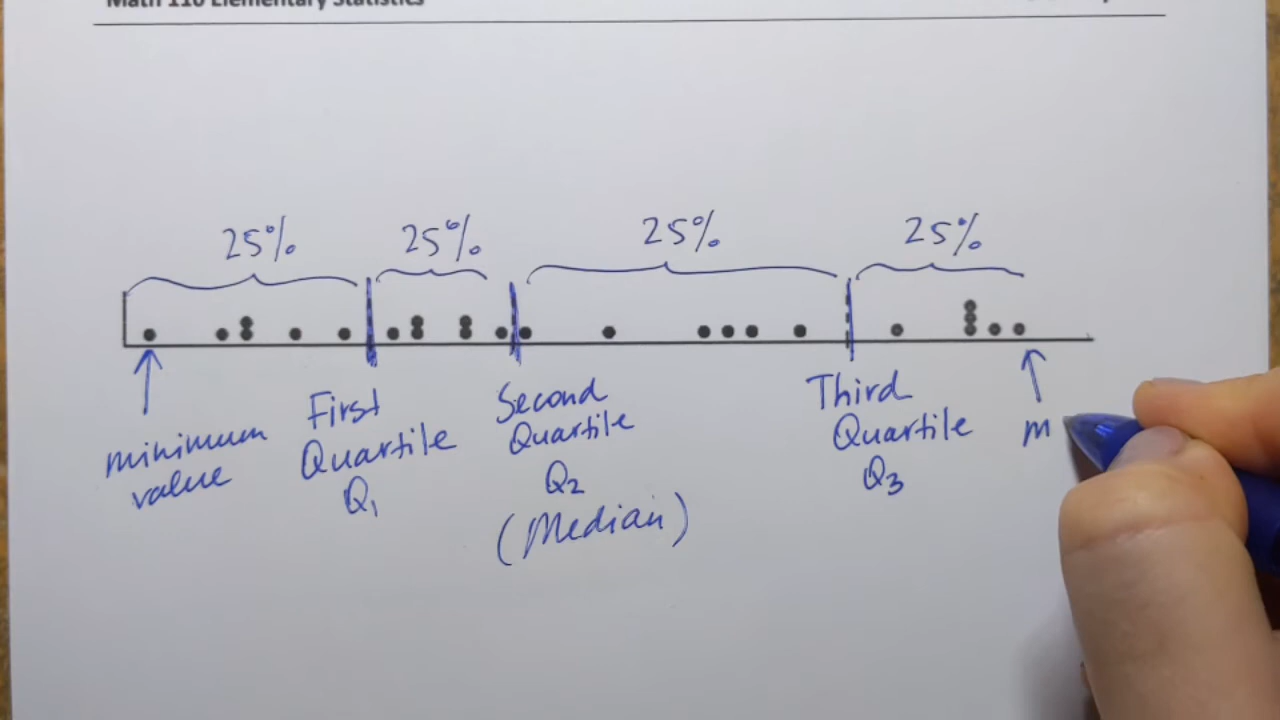 Math 110 Elementary Statistics
25% 25% 25% 25%
minimum
value
First
Quartile
Q1
Second
Quartile
Q2
(Median)
Third
Quartile
Q3
m